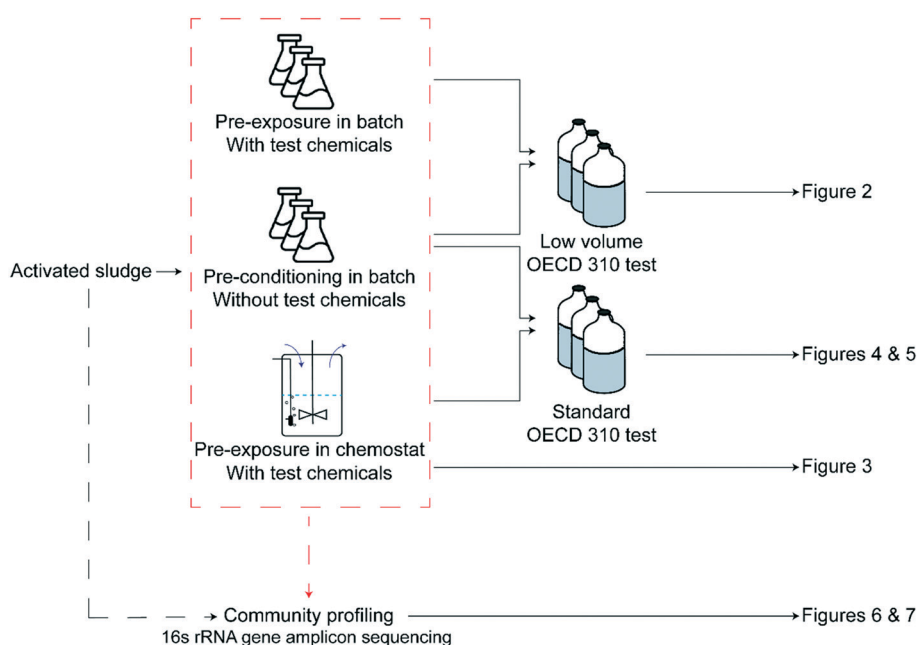 Pre-exposure in batch
With test chemicals
Figure 2
Low volume
OECD 310 test
Activated sludge
Pre-conditioning in batch
Without test chemicals
Figures 4 & 5
Standard
OECD 310 test
Pre-exposure in chemostat
With test chemicals
Figure 3
Community profiling
16s rRNA gene amplicon sequencing
Figures 6 & 7